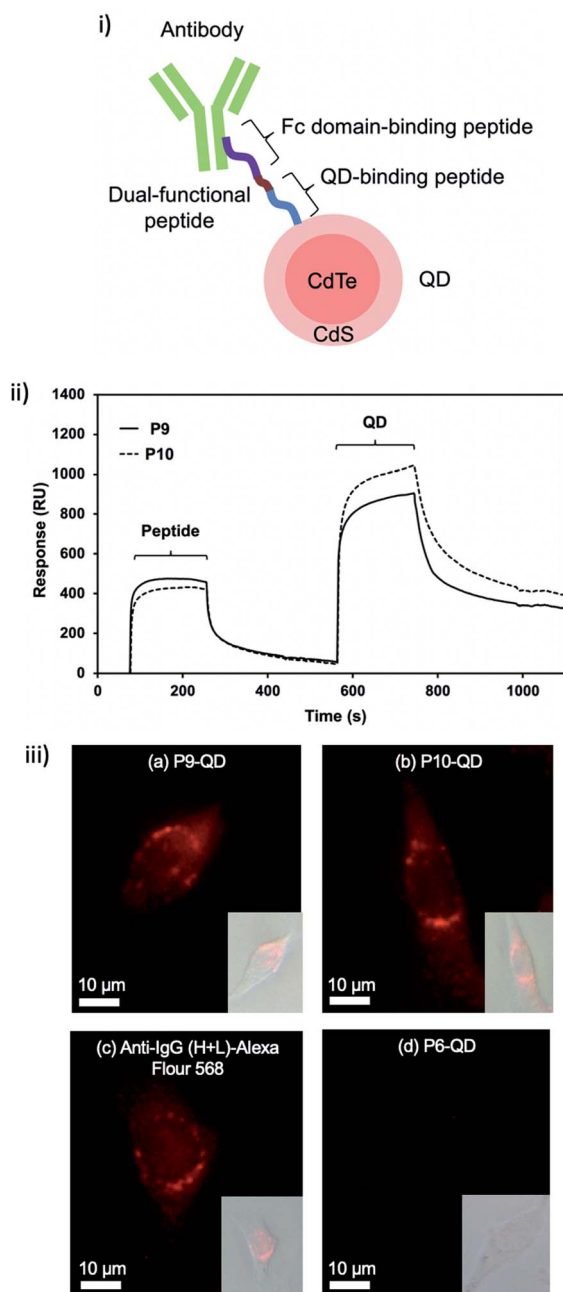 i)
Antibody
Fc domain-binding peptide
QD-binding peptide
Dual-functional
peptide
CdTe
QD
CdS
ii)
1400
1200
1000
800
600
400
200
0
Response (RU)
P9
P10
Peptide
QD
0
200
400
600
800
1000
Time (s)
iii)
(a) P9-QD
10 µm
(b) P10-QD
10 µm
(c) Anti-IgG (H+L)-Alexa
Flour 568
10 µm
(d) P6-QD
10 µm